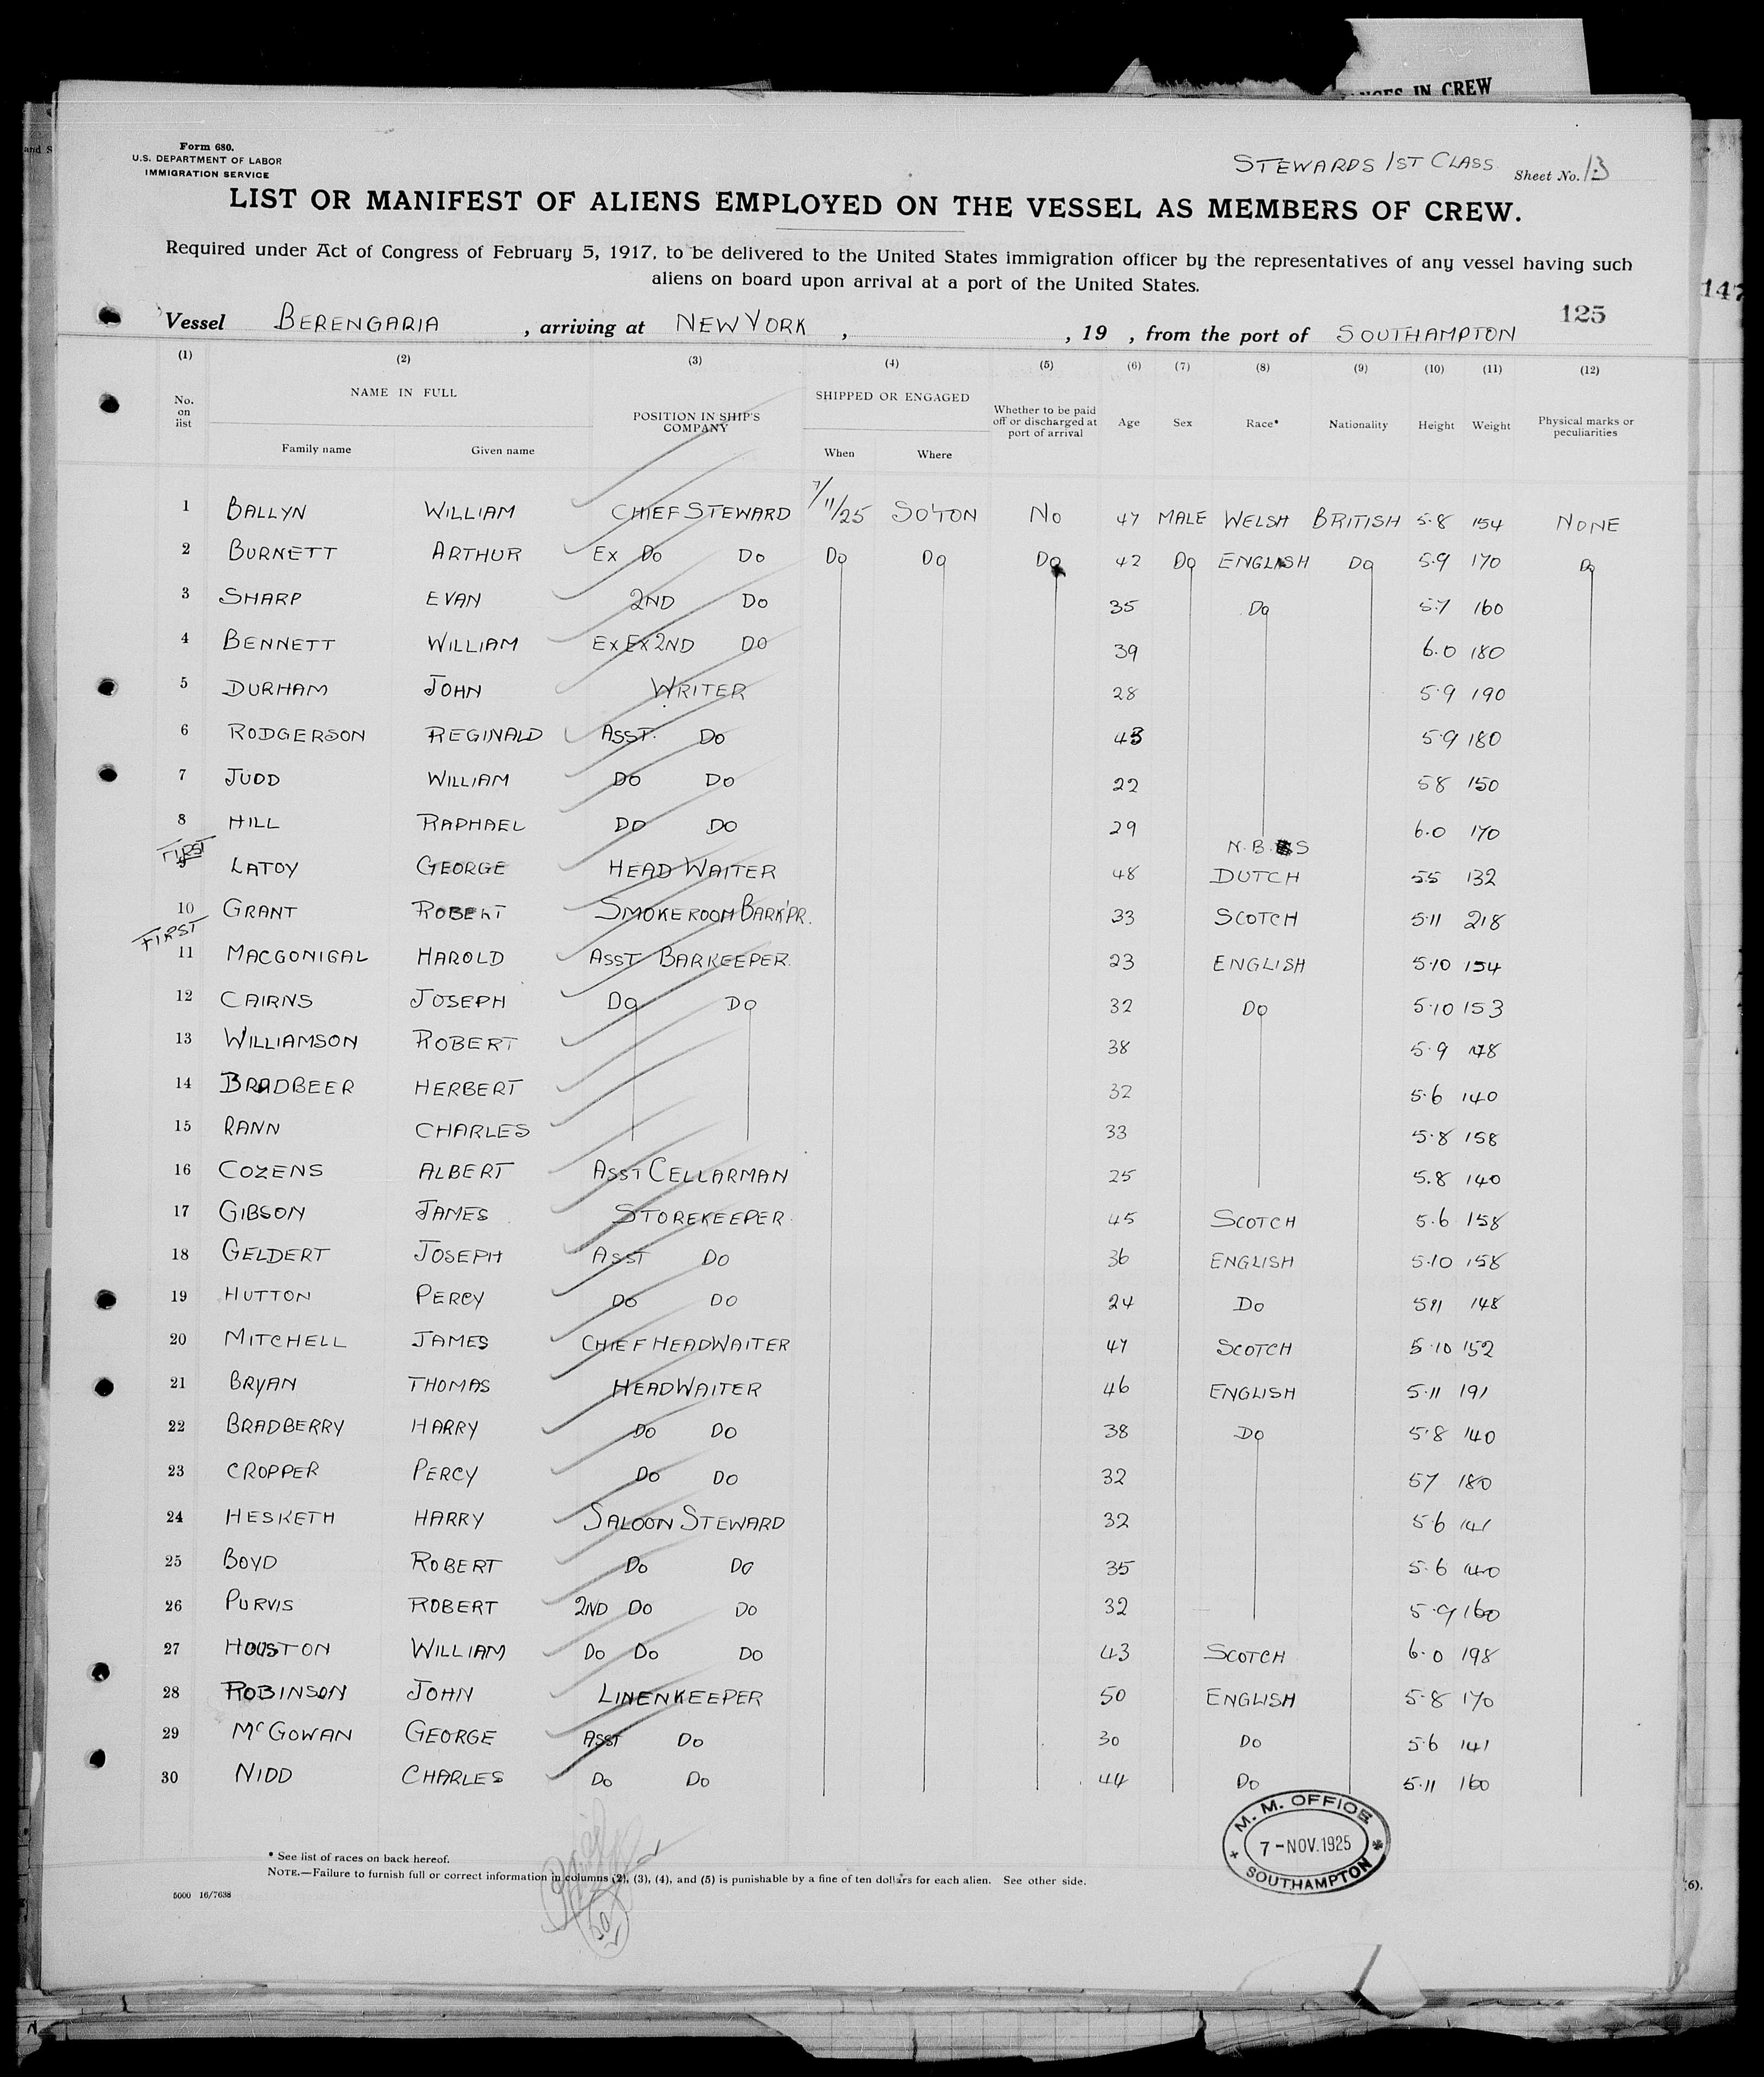 NGES IN CREW
and S
Form 680.
U.S. DEPARTMENT OF LABOR
IMMIGRATION SERVICE
STEWARDS 1ST CLASS Sheet No. 13
LIST OR MANIFEST OF ALIENS EMPLOYED ON THE VESSEL AS MEMBERS OF CREW.
Required under Act of Congress of February 5, 1917, to be delivered to the United States immigration officer by the representatives of any vessel having such
aliens on board upon arrival at a port of the United States.
147
125
Vessel BERENGARIA , arriving at NEW YORK , , 19 , from the port of SOUTHAMPTON
(1) (2) (3) (4) (5) (6) (7) (8) (9) (10) (11) (12)
No. on list NAME IN FULL Family name Given name POSITION IN SHIP'S COMPANY SHIPPED OR ENGAGED When Where Whether to be paid off or discharged at port of arrival Age Sex Race* Nationality Height Weight Physical marks or peculiarities
1 BALLYN WILLIAM CHIEF STEWARD 7/11/25 SO'TON NO 47 MALE WELSH BRITISH 5.8 154 NONE
2 BURNETT ARTHUR EX DO DO DO DO DO 42 DO ENGLISH DO 5.9 170 DO
3 SHARP EVAN 2ND DO 35 DO 5.7 160
4 BENNETT WILLIAM EX EX 2ND DO 39 6.0 180
5 DURHAM JOHN WRITER 28 5.9 190
6 RODGERSON REGINALD ASST. DO 43 5.9 180
7 JUDD WILLIAM DO DO 22 58 150
8 HILL RAPHAEL DO DO 29 6.0 170
FIRST N.B. S
9 LATOY GEORGE HEAD WAITER 48 DUTCH 55 132
10 GRANT ROBERT SMOKEROOM BARK'PR. 33 SCOTCH 5.11 218
FIRST
11 MACGONIGAL HAROLD ASST BARKEEPER. 23 ENGLISH 5.10 154
12 CAIRNS JOSEPH DO DO 32 DO 5.10 153
13 WILLIAMSON ROBERT 38 5.9 148
14 BRADBEER HERBERT 32 5.6 140
15 RANN CHARLES 33 5.8 158
16 COZENS ALBERT ASST CELLARMAN 25 5.8 140
17 GIBSON JAMES STOREKEEPER 45 SCOTCH 5.6 158
18 GELDERT JOSEPH ASST DO 36 ENGLISH 5.10 158
19 HUTTON PERCY DO DO 24 DO 5.11 148
20 MITCHELL JAMES CHIEF HEADWAITER 47 SCOTCH 5.10 152
21 BRYAN THOMAS HEADWAITER 46 ENGLISH 5.11 191
22 BRADBERRY HARRY DO DO 38 DO 5.8 140
23 CROPPER PERCY DO DO 32 57 180
24 HESKETH HARRY SALOON STEWARD 32 5.6 141
25 BOYD ROBERT DO DO 35 5.6 140
26 PURVIS ROBERT 2ND DO DO 32 5.9 160
27 HOUSTON WILLIAM DO DO DO 43 SCOTCH 6.0 198
28 ROBINSON JOHN LINENKEEPER 50 ENGLISH 5.8 170
29 McGOWAN GEORGE ASST DO 30 DO 5.6 141
30 NIDD CHARLES DO DO 44 DO 5.11 160
M. M. OFFICE
7-NOV.1925
SOUTHAMPTON
* See list of races on back hereof.
NOTE.—Failure to furnish full or correct information in columns (2), (3), (4), and (5) is punishable by a fine of ten dollars for each alien. See other side.
5000 16/7638
(6).